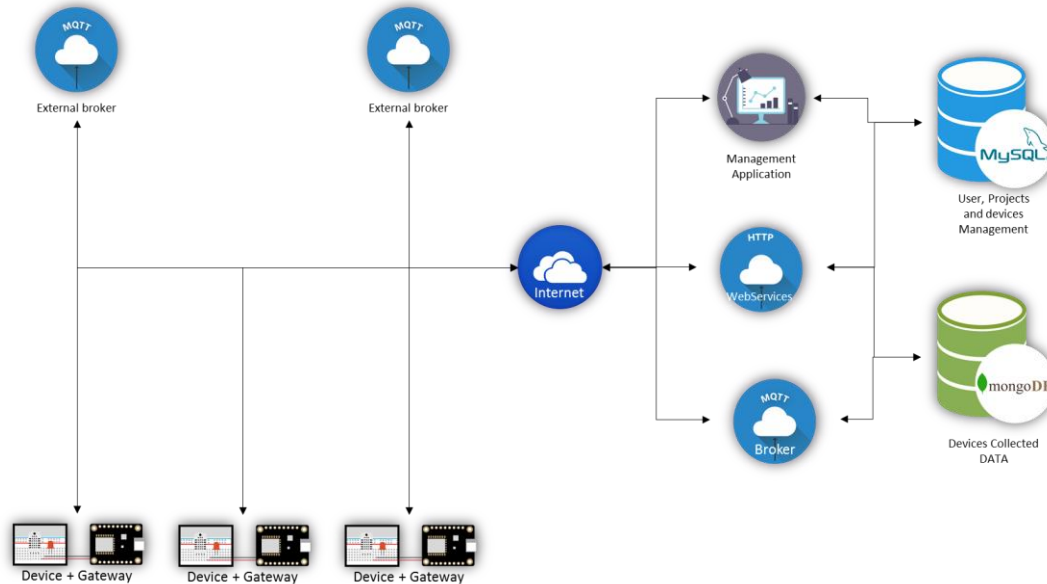 MQTT
External broker
MQTT
External broker
Management
Application
MySQL
User, Projects
and devices
Management
Internet
HTTP
WebServices
MQTT
Broker
mongoDB
Devices Collected
DATA
Device + Gateway
Device + Gateway
Device + Gateway